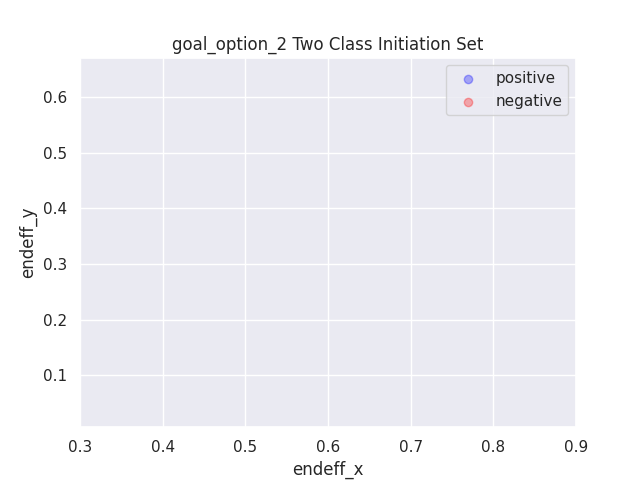 goal_option_2 Two Class Initiation Set
positive
negative
endeff_y
0.6
0.5
0.4
0.3
0.2
0.1
0.3 0.4 0.5 0.6 0.7 0.8 0.9
endeff_x